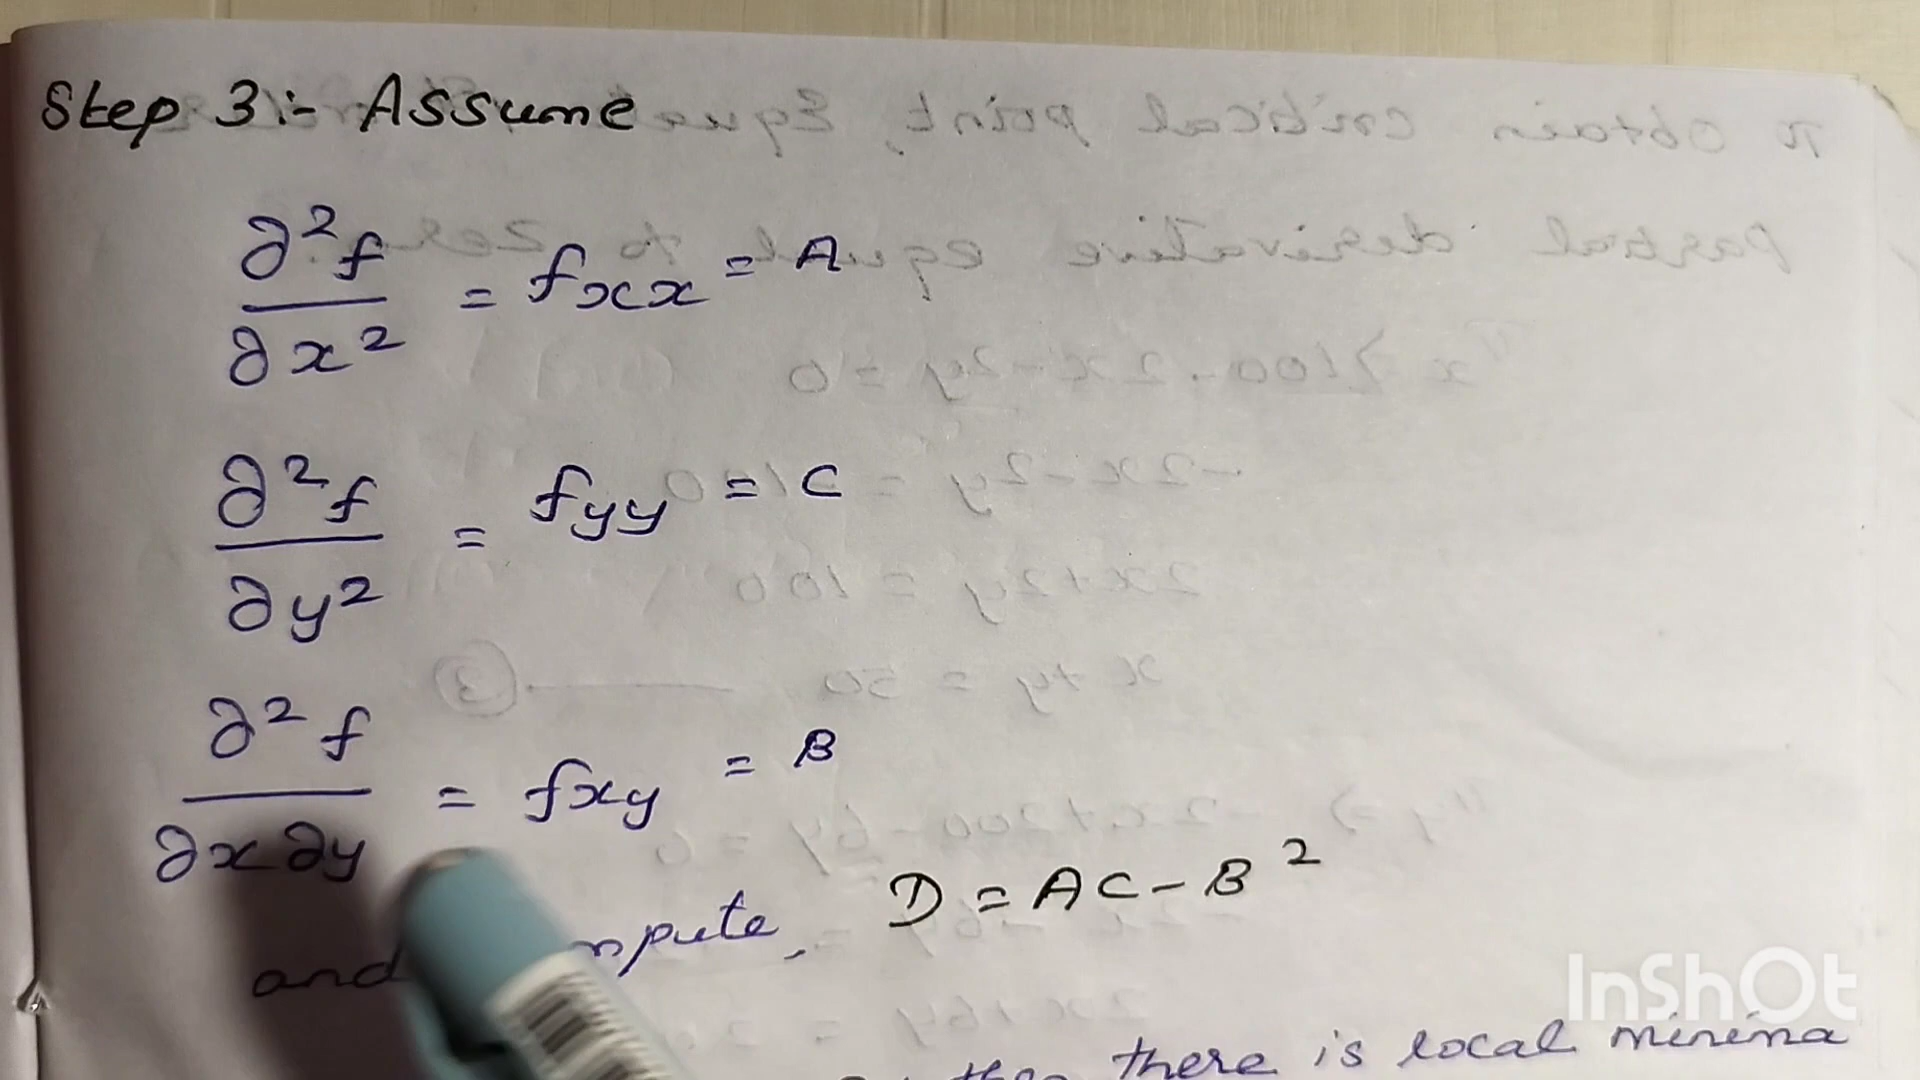 Step 3:- Assume
∂²f/∂x² = fxx = A
∂²f/∂y² = fyy = C
∂²f/∂x∂y = fxy = B
and D = AC - B²
there is local minima
InShOt